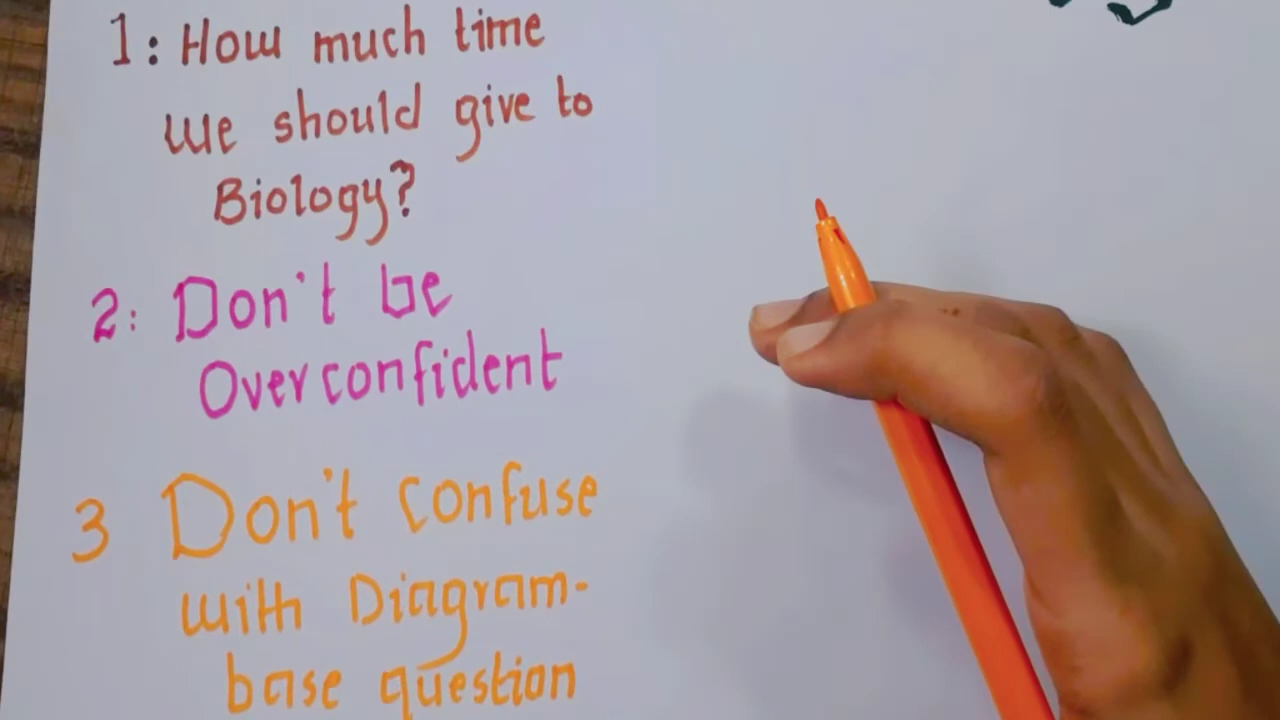 1: How much time
We should give to
Biology?
2: Don't be
Overconfident
3 Don't confuse
with Diagram-
base question